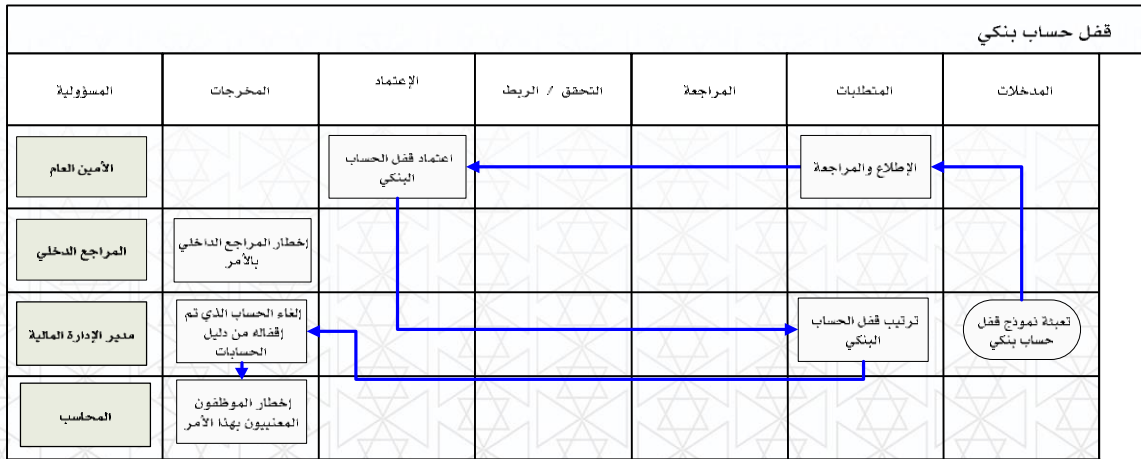 قفل حساب بنكي
المدخلات
المتطلبات
المراجعة
التحقق / الربط
الإعتماد
المخرجات
المسؤولية
الإطلاع والمراجعة
اعتماد قفل الحساب
البنكي
الأمين العام
إخطار المراجع الداخلي
بالأمر
المراجع الدخلي
تعبئة نموذج قفل
حساب بنكي
ترتيب قفل الحساب
البنكي
إلغاء الحساب الذي تم
إقفاله من دليل
الحسابات
مدير الإدارة المالية
إخطار الموظفون
المعنييون بهذا الأمر
المحاسب